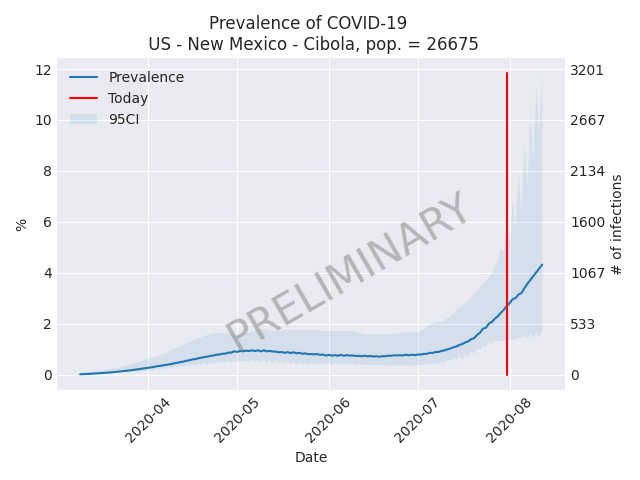 Prevalence of COVID-19
US - New Mexico - Cibola, pop. = 26675
Prevalence
Today
95CI
PRELIMINARY
%
12
10
8
6
4
2
0
3201
2667
2134
1600
1067
533
0
# of infections
2020-04
2020-05
2020-06
2020-07
2020-08
Date